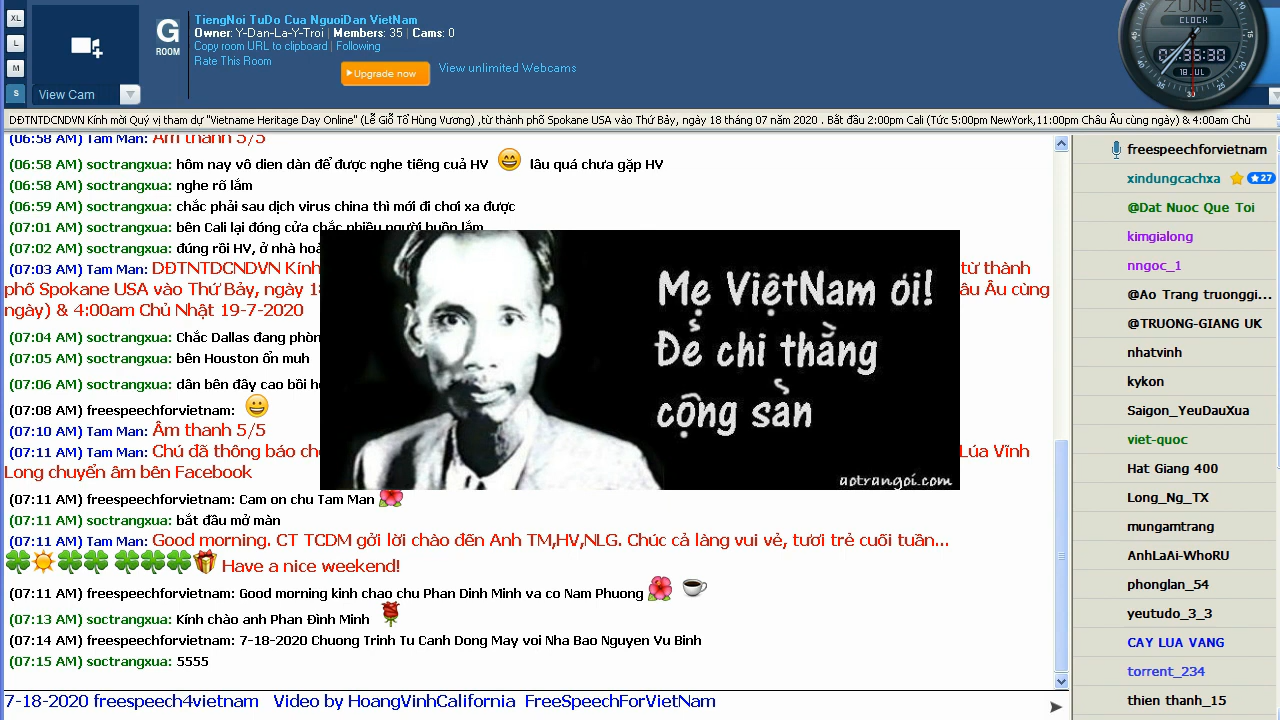 XL
L
M
S
View Cam
G
ROOM
TiengNoi TuDo Cua NguoiDan VietNam
Owner: Y-Dan-La-Y-Troi | Members: 35 | Cams: 0
Copy room URL to clipboard | Following
Rate This Room
Upgrade now
View unlimited Webcams
ZUNE
CLOCK
18 JUL
DĐTNTDCNDVN Kính mời Quý vị tham dự "Vietname Heritage Day Online" (Lễ Giỗ Tổ Hùng Vương) ,từ thành phố Spokane USA vào Thứ Bảy, ngày 18 tháng 07 năm 2020 . Bắt đầu 2:00pm Cali (Tức 5:00pm NewYork,11:00pm Châu Âu cùng ngày) & 4:00am Chủ
(06:58 AM) Tam Man: Âm thanh 5/5
(06:58 AM) soctrangxua: hôm nay vô dien dàn để được nghe tiếng cuả HV lâu quá chưa gặp HV
(06:58 AM) soctrangxua: nghe rõ lắm
(06:59 AM) soctrangxua: chắc phải sau dịch virus china thì mới đi chơi xa được
(07:01 AM) soctrangxua: bên Cali lại đóng cửa chắc nhiều người buồn lắm
(07:02 AM) soctrangxua: đúng rồi HV, ở nhà
(07:03 AM) Tam Man: DĐTNTDCNDVN Kính từ thành
phố Spokane USA vào Thứ Bảy, ngày Âu cùng
ngày) & 4:00am Chủ Nhật 19-7-2020
(07:04 AM) soctrangxua: Chắc Dallas đang
(07:05 AM) soctrangxua: bên Houston ổn muh
(07:06 AM) soctrangxua: dân bên đây cao bồi
(07:08 AM) freespeechforvietnam:
(07:10 AM) Tam Man: Âm thanh 5/5
(07:11 AM) Tam Man: Chú đã thông báo Lúa Vĩnh
Long chuyển âm bên Facebook
(07:11 AM) freespeechforvietnam: Cam on chu Tam Man
(07:11 AM) soctrangxua: bắt đầu mở màn
(07:11 AM) Tam Man: Good morning. CT TCDM gởi lời chào đến Anh TM,HV,NLG. Chúc cả làng vui vẻ, tươi trẻ cuối tuần...
Have a nice weekend!
(07:11 AM) freespeechforvietnam: Good morning kinh chao chu Phan Dinh Minh va co Nam Phuong
(07:13 AM) soctrangxua: Kính chào anh Phan Đình Minh
(07:14 AM) freespeechforvietnam: 7-18-2020 Chuong Trinh Tu Canh Dong May voi Nha Bao Nguyen Vu Binh
(07:15 AM) soctrangxua: 5555
Mẹ ViệtNam ơi!
Đẻ chi thằng
cộng sản
aotrangoi.com
7-18-2020 freespeech4vietnam Video by HoangVinhCalifornia FreeSpeechForVietNam
freespeechforvietnam
xindungcachxa 27
@Dat Nuoc Que Toi
kimgialong
nngoc_1
@Ao Trang truonggi...
@TRUONG-GIANG UK
nhatvinh
kykon
Saigon_YeuDauXua
viet-quoc
Hat Giang 400
Long_Ng_TX
mungamtrang
AnhLaAi-WhoRU
phonglan_54
yeutudo_3_3
CAY LUA VANG
torrent_234
thien thanh_15